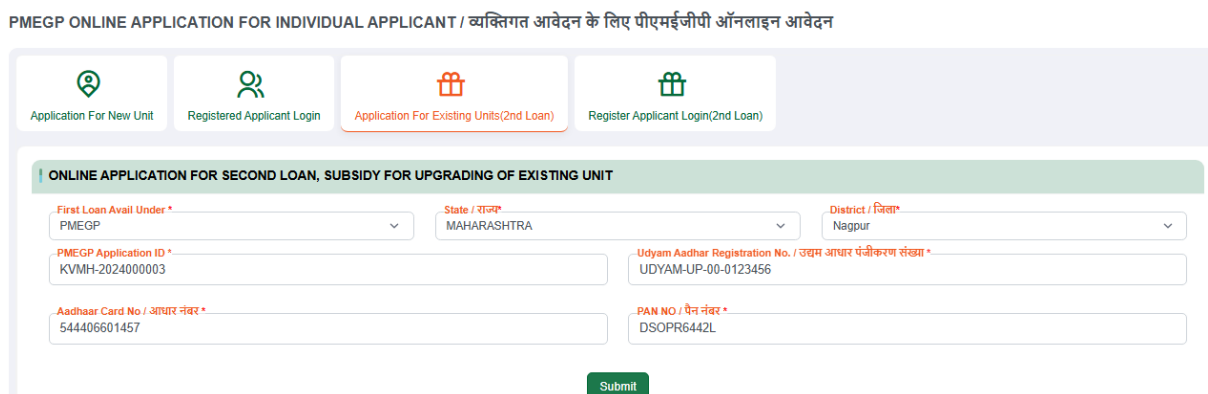 PMEGP ONLINE APPLICATION FOR INDIVIDUAL APPLICANT / व्यक्तिगत आवेदन के लिए पीएमईजीपी ऑनलाइन आवेदन
Application For New Unit
Registered Applicant Login
Application For Existing Units(2nd Loan)
Register Applicant Login(2nd Loan)
ONLINE APPLICATION FOR SECOND LOAN, SUBSIDY FOR UPGRADING OF EXISTING UNIT
First Loan Avail Under *
PMEGP
State / राज्य*
MAHARASHTRA
District / जिला*
Nagpur
PMEGP Application ID *
KVMH-2024000003
Udyam Aadhar Registration No. / उद्यम आधार पंजीकरण संख्या *
UDYAM-UP-00-0123456
Aadhaar Card No / आधार नंबर *
544406601457
PAN NO / पैन नंबर *
DSOPR6442L
Submit